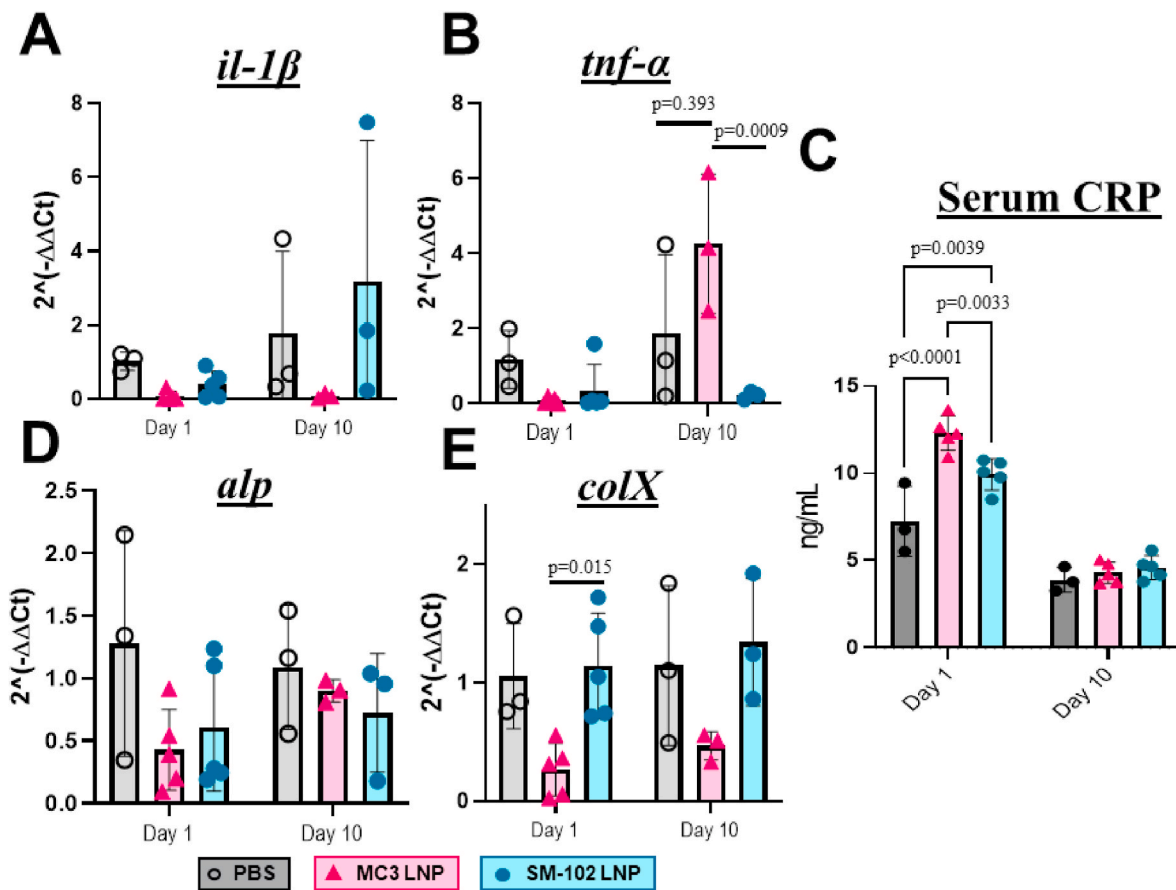 A
il-1β
8
6
4
2
0
2^(-ΔΔCt)
Day 1
Day 10
B
tnf-α
p=0.393
p=0.0009
8
6
4
2
0
2^(-ΔΔCt)
Day 1
Day 10
C
Serum CRP
p=0.0039
p=0.0033
p<0.0001
15
10
5
0
ng/mL
Day 1
Day 10
D
alp
2.5
2.0
1.5
1.0
0.5
0.0
2^(-ΔΔCt)
Day 1
Day 10
E
colX
p=0.015
2
1
0
2^(-ΔΔCt)
Day 1
Day 10
PBS
MC3 LNP
SM-102 LNP